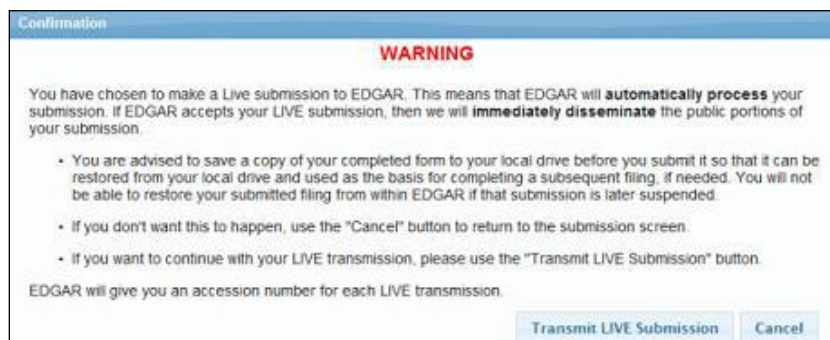 Confirmation
WARNING
You have chosen to make a Live submission to EDGAR. This means that EDGAR will automatically process your
submission. If EDGAR accepts your LIVE submission, then we will immediately disseminate the public portions of
your submission.
• You are advised to save a copy of your completed form to your local drive before you submit it so that it can be
restored from your local drive and used as the basis for completing a subsequent filing, if needed. You will not
be able to restore your submitted filing from within EDGAR if that submission is later suspended.
• If you don't want this to happen, use the "Cancel" button to return to the submission screen.
• If you want to continue with your LIVE transmission, please use the "Transmit LIVE Submission" button.
EDGAR will give you an accession number for each LIVE transmission.
Transmit LIVE Submission Cancel